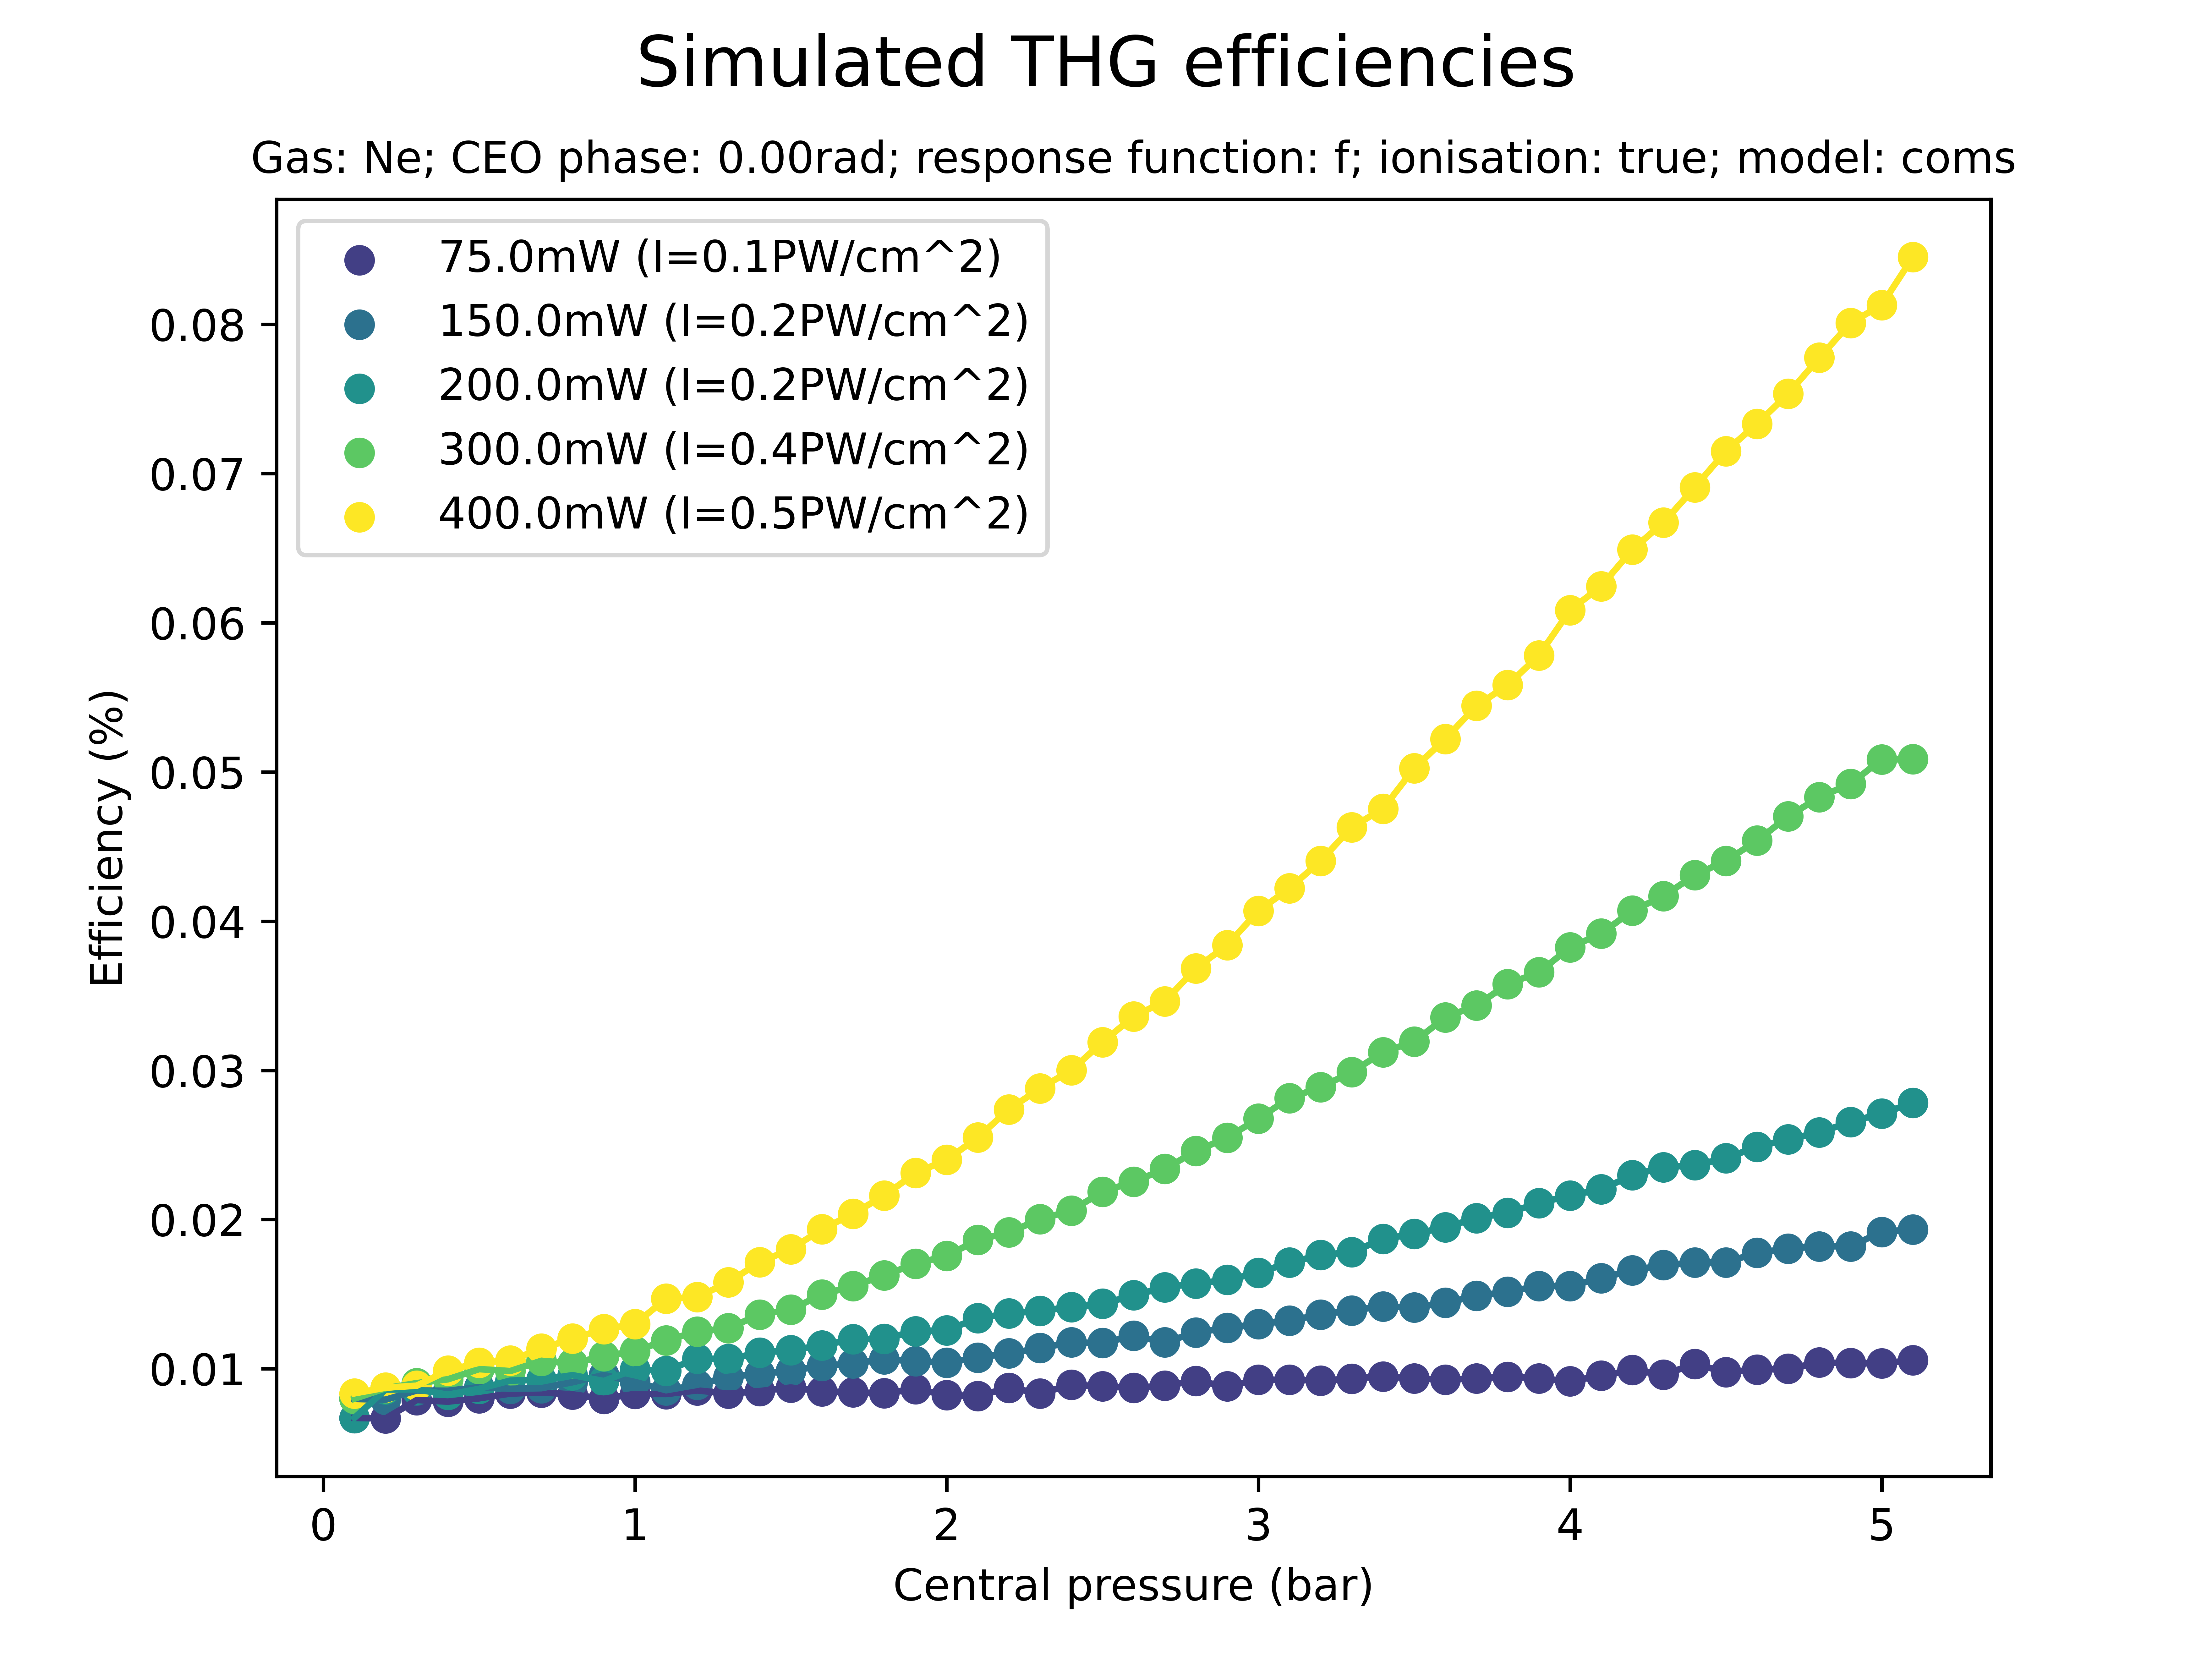 Simulated THG efficiencies
Gas: Ne; CEO phase: 0.00rad; response function: f; ionisation: true; model: coms
75.0mW (I=0.1PW/cm^2)
150.0mW (I=0.2PW/cm^2)
200.0mW (I=0.2PW/cm^2)
300.0mW (I=0.4PW/cm^2)
400.0mW (I=0.5PW/cm^2)
Efficiency (%)
0.08
0.07
0.06
0.05
0.04
0.03
0.02
0.01
0 1 2 3 4 5
Central pressure (bar)